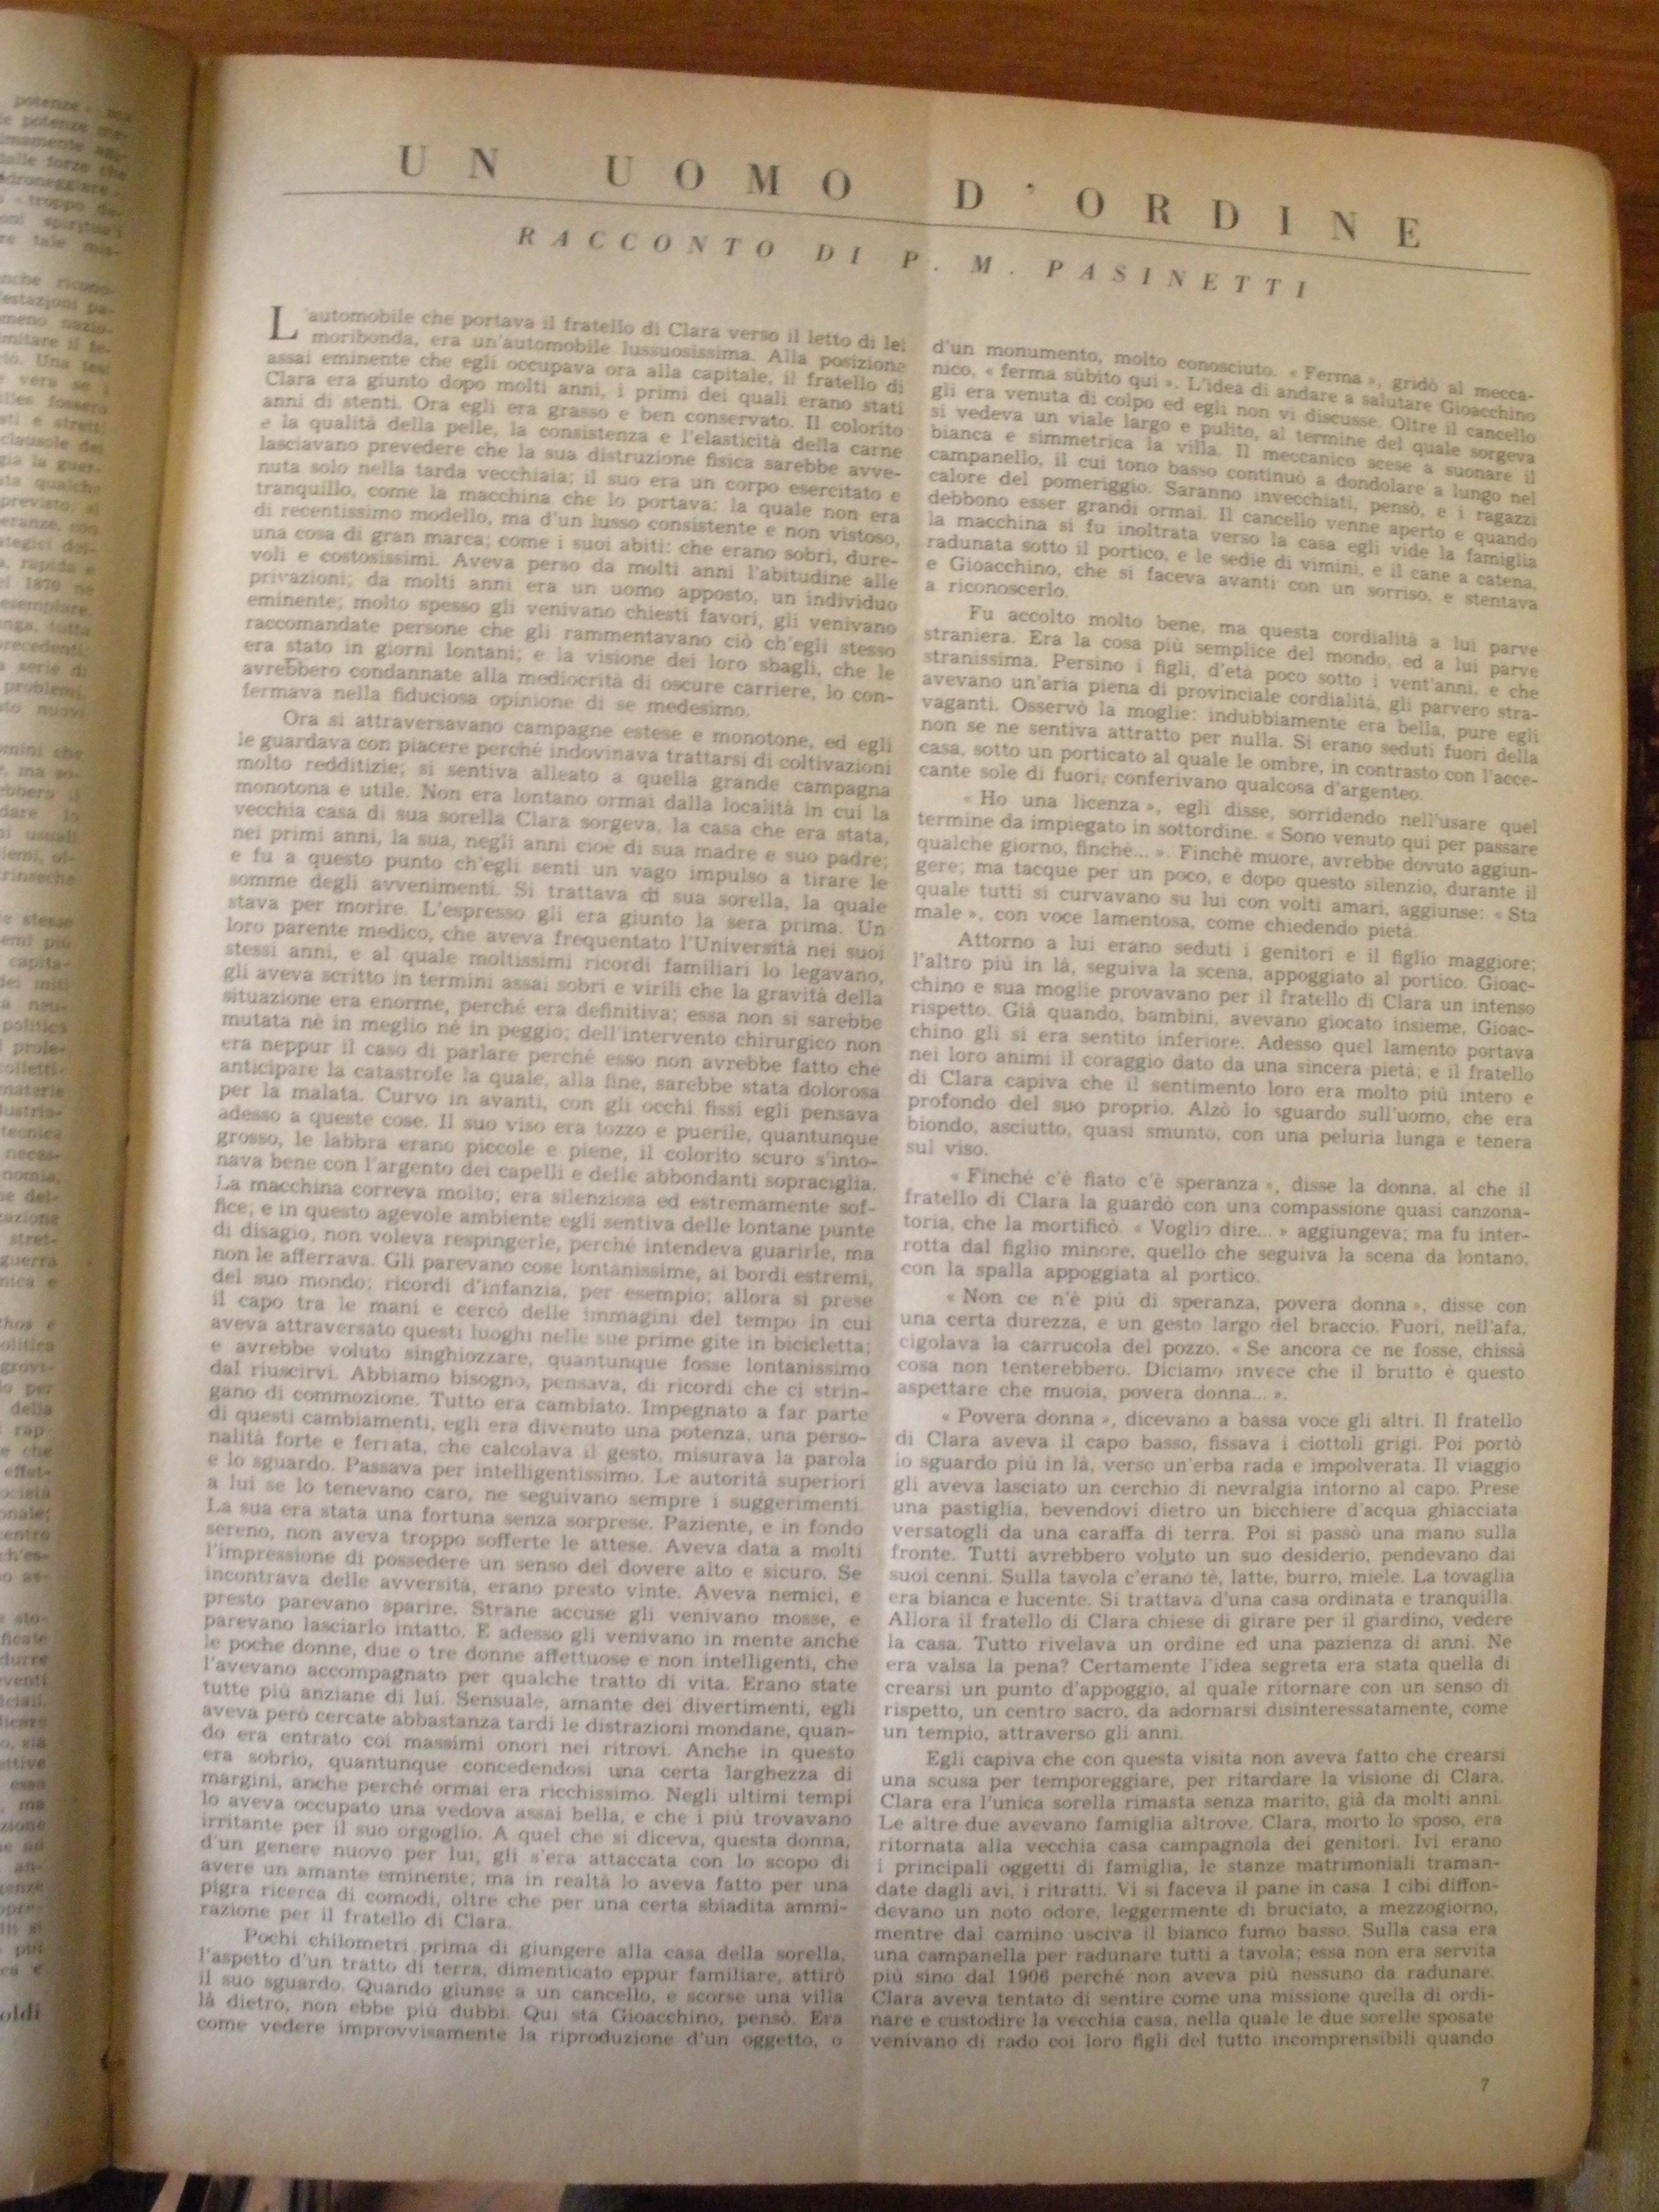 UN UOMO D'ORDINE
RACCONTO DI P. M. PASINETTI
L'automobile che portava il fratello di Clara verso il letto di lei
moribonda, era un'automobile lussuosissima. Alla posizione
assai eminente che egli occupava ora alla capitale, il fratello di
Clara era giunto dopo molti anni, i primi dei quali erano stati
anni di stenti. Ora egli era grasso e ben conservato. Il colorito
e la qualità della pelle, la consistenza e l'elasticità della carne
lasciavano prevedere che la sua distruzione fisica sarebbe avve-
nuta solo nella tarda vecchiaia; il suo era un corpo esercitato e
tranquillo, come la macchina che lo portava; la quale non era
di recentissimo modello, ma d'un lusso consistente e non vistoso,
una cosa di gran marca; come i suoi abiti: che erano sobri, dure-
voli e costosissimi. Aveva perso da molti anni l'abitudine alle
privazioni; da molti anni era un uomo apposto, un individuo
eminente; molto spesso gli venivano chiesti favori, gli venivano
raccomandate persone che gli rammentavano ciò ch'egli stesso
era stato in giorni lontani; e la visione dei loro sbagli, che le
avrebbero condannate alla mediocrità di oscure carriere, lo con-
fermava nella fiduciosa opinione di se medesimo.
Ora si attraversavano campagne estese e monotone, ed egli
le guardava con piacere perché indovinava trattarsi di coltivazioni
molto redditizie; si sentiva alleato a quella grande campagna
monotona e utile. Non era lontano ormai dalla località in cui la
vecchia casa di sua sorella Clara sorgeva, la casa che era stata,
nei primi anni, la sua, negli anni cioè di sua madre e suo padre;
e fu a questo punto ch'egli sentì un vago impulso a tirare le
somme degli avvenimenti. Si trattava di sua sorella, la quale
stava per morire. L'espresso gli era giunto la sera prima. Un
loro parente medico, che aveva frequentato l'Università nei suoi
stessi anni, e al quale moltissimi ricordi familiari lo legavano,
gli aveva scritto in termini assai sobri e virili che la gravità della
situazione era enorme, perché era definitiva; essa non si sarebbe
mutata nè in meglio nè in peggio; dell'intervento chirurgico non
era neppur il caso di parlare perché esso non avrebbe fatto che
anticipare la catastrofe la quale, alla fine, sarebbe stata dolorosa
per la malata. Curvo in avanti, con gli occhi fissi egli pensava
adesso a queste cose. Il suo viso era tozzo e puerile, quantunque
grosso, le labbra erano piccole e piene, il colorito scuro s'into-
nava bene con l'argento dei capelli e delle abbondanti sopraciglia.
La macchina correva molto; era silenziosa ed estremamente sof-
fice; e in questo agevole ambiente egli sentiva delle lontane punte
di disagio, non voleva respingerle, perché intendeva guarirle, ma
non le afferrava. Gli parevano cose lontanissime, ai bordi estremi,
del suo mondo; ricordi d'infanzia, per esempio; allora si prese
il capo tra le mani e cercò delle immagini del tempo in cui
aveva attraversato questi luoghi nelle sue prime gite in bicicletta;
e avrebbe voluto singhiozzare, quantunque fosse lontanissimo
dal riuscirvi. Abbiamo bisogno, pensava, di ricordi che ci strin-
gano di commozione. Tutto era cambiato. Impegnato a far parte
di questi cambiamenti, egli era divenuto una potenza, una perso-
nalità forte e ferrata, che calcolava il gesto, misurava la parola
e lo sguardo. Passava per intelligentissimo. Le autorità superiori
a lui se lo tenevano caro, ne seguivano sempre i suggerimenti.
La sua era stata una fortuna senza sorprese. Paziente, e in fondo
sereno, non aveva troppo sofferte le attese. Aveva data a molti
l'impressione di possedere un senso del dovere alto e sicuro. Se
incontrava delle avversità, erano presto vinte. Aveva nemici, e
presto parevano sparire. Strane accuse gli venivano mosse, e
parevano lasciarlo intatto. E adesso gli venivano in mente anche
le poche donne, due o tre donne affettuose e non intelligenti, che
l'avevano accompagnato per qualche tratto di vita. Erano state
tutte più anziane di lui. Sensuale, amante dei divertimenti, egli
aveva però cercate abbastanza tardi le distrazioni mondane, quan-
do era entrato coi massimi onori nei ritrovi. Anche in questo
era sobrio, quantunque concedendosi una certa larghezza di
margini, anche perché ormai era ricchissimo. Negli ultimi tempi
lo aveva occupato una vedova assai bella, e che i più trovavano
irritante per il suo orgoglio. A quel che si diceva, questa donna,
d'un genere nuovo per lui, gli s'era attaccata con lo scopo di
avere un amante eminente; ma in realtà lo aveva fatto per una
pigra ricerca di comodi, oltre che per una certa sbiadita ammi-
razione per il fratello di Clara.
Pochi chilometri prima di giungere alla casa della sorella,
l'aspetto d'un tratto di terra, dimenticato eppur familiare, attirò
il suo sguardo. Quando giunse a un cancello, e scorse una villa
là dietro, non ebbe più dubbi. Qui sta Gioacchino, pensò. Era
come vedere improvvisamente la riproduzione d'un oggetto, o
d'un monumento, molto conosciuto. « Ferma », gridò al mecca-
nico, « ferma sùbito qui ». L'idea di andare a salutare Gioacchino
gli era venuta di colpo ed egli non vi discusse. Oltre il cancello
si vedeva un viale largo e pulito, al termine del quale sorgeva
bianca e simmetrica la villa. Il meccanico scese a suonare il
campanello, il cui tono basso continuò a dondolare a lungo nel
calore del pomeriggio. Saranno invecchiati, pensò, e i ragazzi
debbono esser grandi ormai. Il cancello venne aperto e quando
la macchina si fu inoltrata verso la casa egli vide la famiglia
radunata sotto il portico, e le sedie di vimini, e il cane a catena,
e Gioacchino, che si faceva avanti con un sorriso, e stentava
a riconoscerlo.
Fu accolto molto bene, ma questa cordialità a lui parve
straniera. Era la cosa più semplice del mondo, ed a lui parve
stranissima. Persino i figli, d'età poco sotto i vent'anni, e che
avevano un'aria piena di provinciale cordialità, gli parvero stra-
vaganti. Osservò la moglie: indubbiamente era bella, pure egli
non se ne sentiva attratto per nulla. Si erano seduti fuori della
casa, sotto un porticato al quale le ombre, in contrasto con l'acce-
cante sole di fuori, conferivano qualcosa d'argenteo.
« Ho una licenza », egli disse, sorridendo nell'usare quel
termine da impiegato in sottordine. « Sono venuto qui per passare
qualche giorno, finchè... ». Finchè muore, avrebbe dovuto aggiun-
gere; ma tacque per un poco, e dopo questo silenzio, durante il
quale tutti si curvavano su lui con volti amari, aggiunse: « Sta
male », con voce lamentosa, come chiedendo pietà.
Attorno a lui erano seduti i genitori e il figlio maggiore;
l'altro più in là, seguiva la scena, appoggiato al portico. Gioac-
chino e sua moglie provavano per il fratello di Clara un intenso
rispetto. Già quando, bambini, avevano giocato insieme, Gioac-
chino gli si era sentito inferiore. Adesso quel lamento portava
nei loro animi il coraggio dato da una sincera pietà; e il fratello
di Clara capiva che il sentimento loro era molto più intero e
profondo del suo proprio. Alzò lo sguardo sull'uomo, che era
biondo, asciutto, quasi smunto, con una peluria lunga e tenera
sul viso.
« Finchè c'è fiato c'è speranza », disse la donna, al che il
fratello di Clara la guardò con una compassione quasi canzona-
toria, che la mortificò. « Voglio dire... » aggiungeva; ma fu inter-
rotta dal figlio minore, quello che seguiva la scena da lontano,
con la spalla appoggiata al portico.
« Non ce n'è più di speranza, povera donna », disse con
una certa durezza, e un gesto largo del braccio. Fuori, nell'afa,
cigolava la carrucola del pozzo. « Se ancora ce ne fosse, chissà
cosa non tenterebbero. Diciamo invece che il brutto è questo
aspettare che muoia, povera donna... ».
« Povera donna », dicevano a bassa voce gli altri. Il fratello
di Clara aveva il capo basso, fissava i ciottoli grigi. Poi portò
lo sguardo più in là, verso un'erba rada e impolverata. Il viaggio
gli aveva lasciato un cerchio di nevralgia intorno al capo. Prese
una pastiglia, bevendovi dietro un bicchiere d'acqua ghiacciata
versatogli da una caraffa di terra. Poi si passò una mano sulla
fronte. Tutti avrebbero voluto un suo desiderio, pendevano dai
suoi cenni. Sulla tavola c'erano tè, latte, burro, miele. La tovaglia
era bianca e lucente. Si trattava d'una casa ordinata e tranquilla.
Allora il fratello di Clara chiese di girare per il giardino, vedere
la casa. Tutto rivelava un ordine ed una pazienza di anni. Ne
era valsa la pena? Certamente l'idea segreta era stata quella di
crearsi un punto d'appoggio, al quale ritornare con un senso di
rispetto, un centro sacro, da adornarsi disinteressatamente, come
un tempio, attraverso gli anni.
Egli capiva che con questa visita non aveva fatto che crearsi
una scusa per temporeggiare, per ritardare la visione di Clara.
Clara era l'unica sorella rimasta senza marito, già da molti anni.
Le altre due avevano famiglia altrove. Clara, morto lo sposo, era
ritornata alla vecchia casa campagnola dei genitori. Ivi erano
i principali oggetti di famiglia, le stanze matrimoniali traman-
date dagli avi, i ritratti. Vi si faceva il pane in casa. I cibi diffon-
devano un noto odore, leggermente di bruciato, a mezzogiorno,
mentre dal camino usciva il bianco fumo basso. Sulla casa era
una campanella per radunare tutti a tavola; essa non era servita
più sino dal 1906 perché non aveva più nessuno da radunare.
Clara aveva tentato di sentire come una missione quella di ordi-
nare e custodire la vecchia casa, nella quale le due sorelle sposate
venivano di rado coi loro figli del tutto incomprensibili quando
7